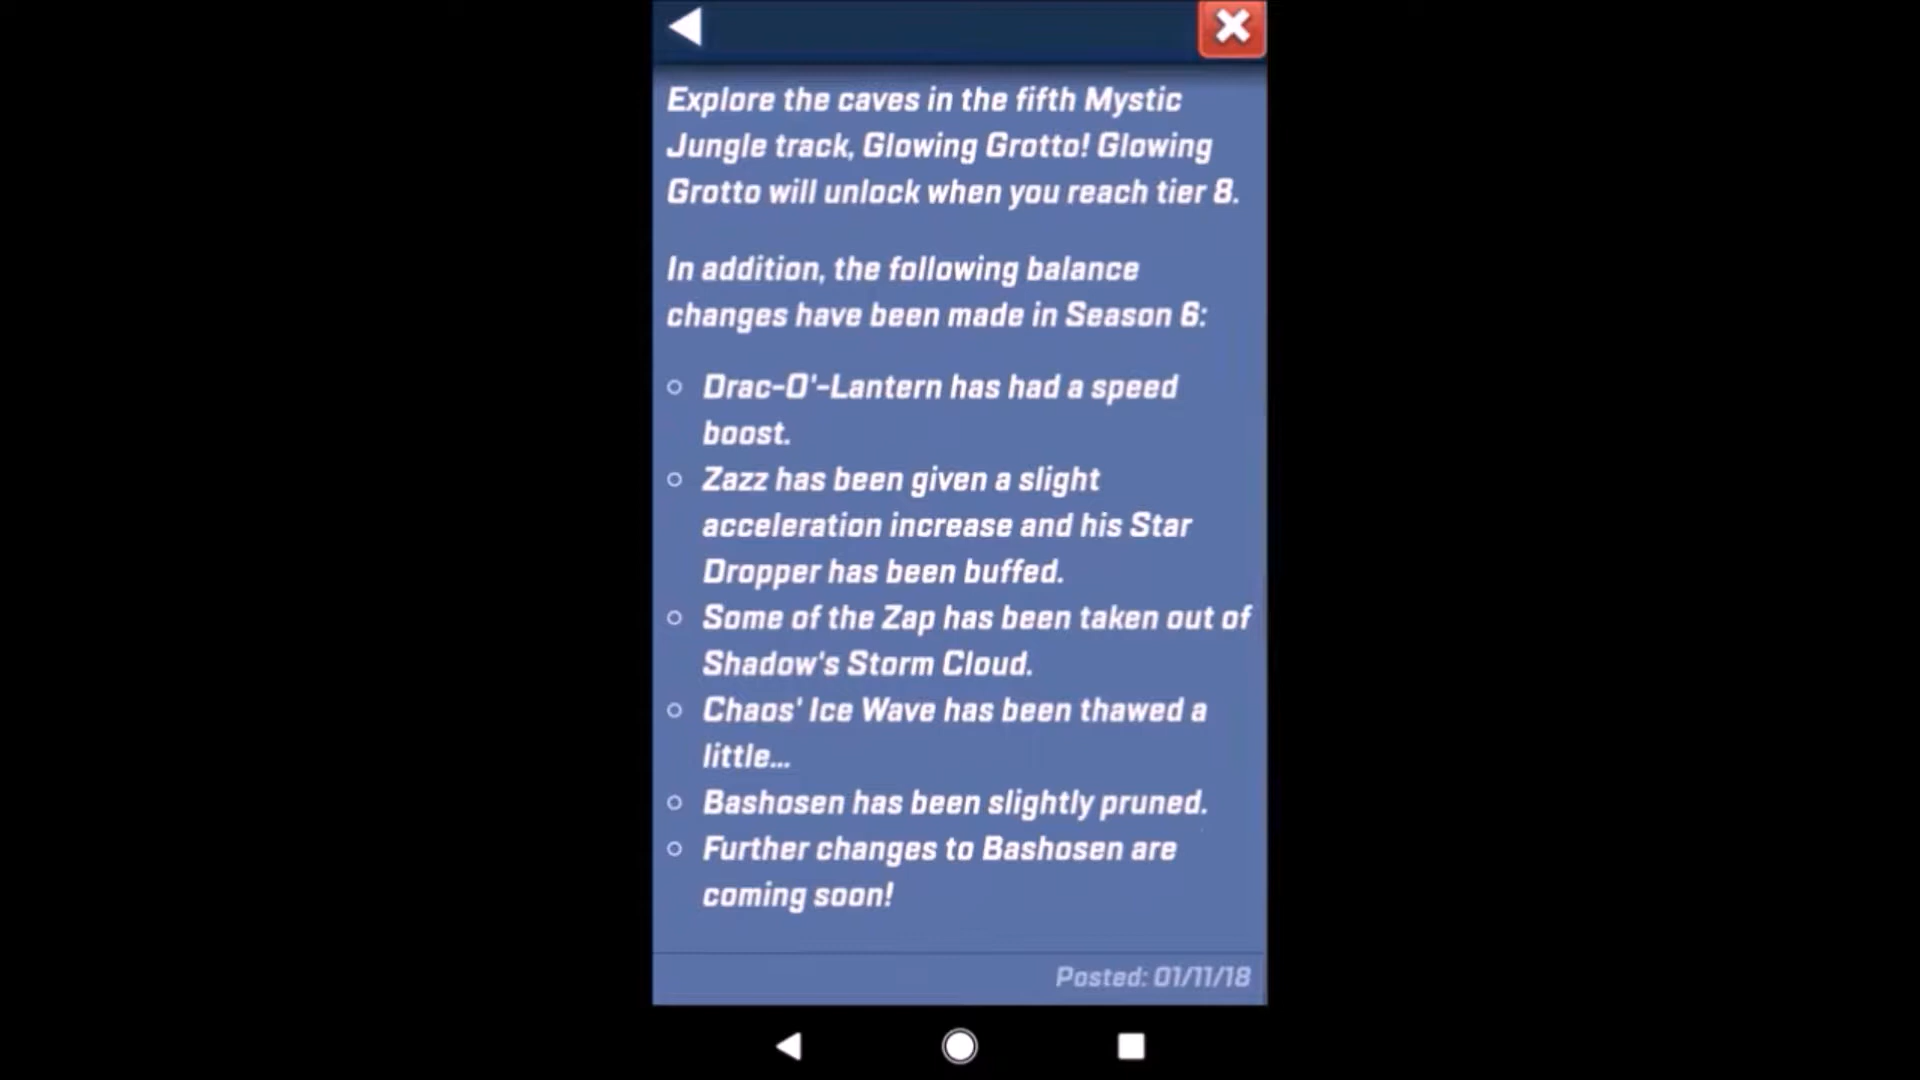 Explore the caves in the fifth Mystic
Jungle track, Glowing Grotto! Glowing
Grotto will unlock when you reach tier 8.
In addition, the following balance
changes have been made in Season 6:
Drac-O'-Lantern has had a speed
boost.
Zazz has been given a slight
acceleration increase and his Star
Dropper has been buffed.
Some of the Zap has been taken out of
Shadow's Storm Cloud.
Chaos' Ice Wave has been thawed a
little...
Bashosen has been slightly pruned.
Further changes to Bashosen are
coming soon!
Posted: 01/11/18